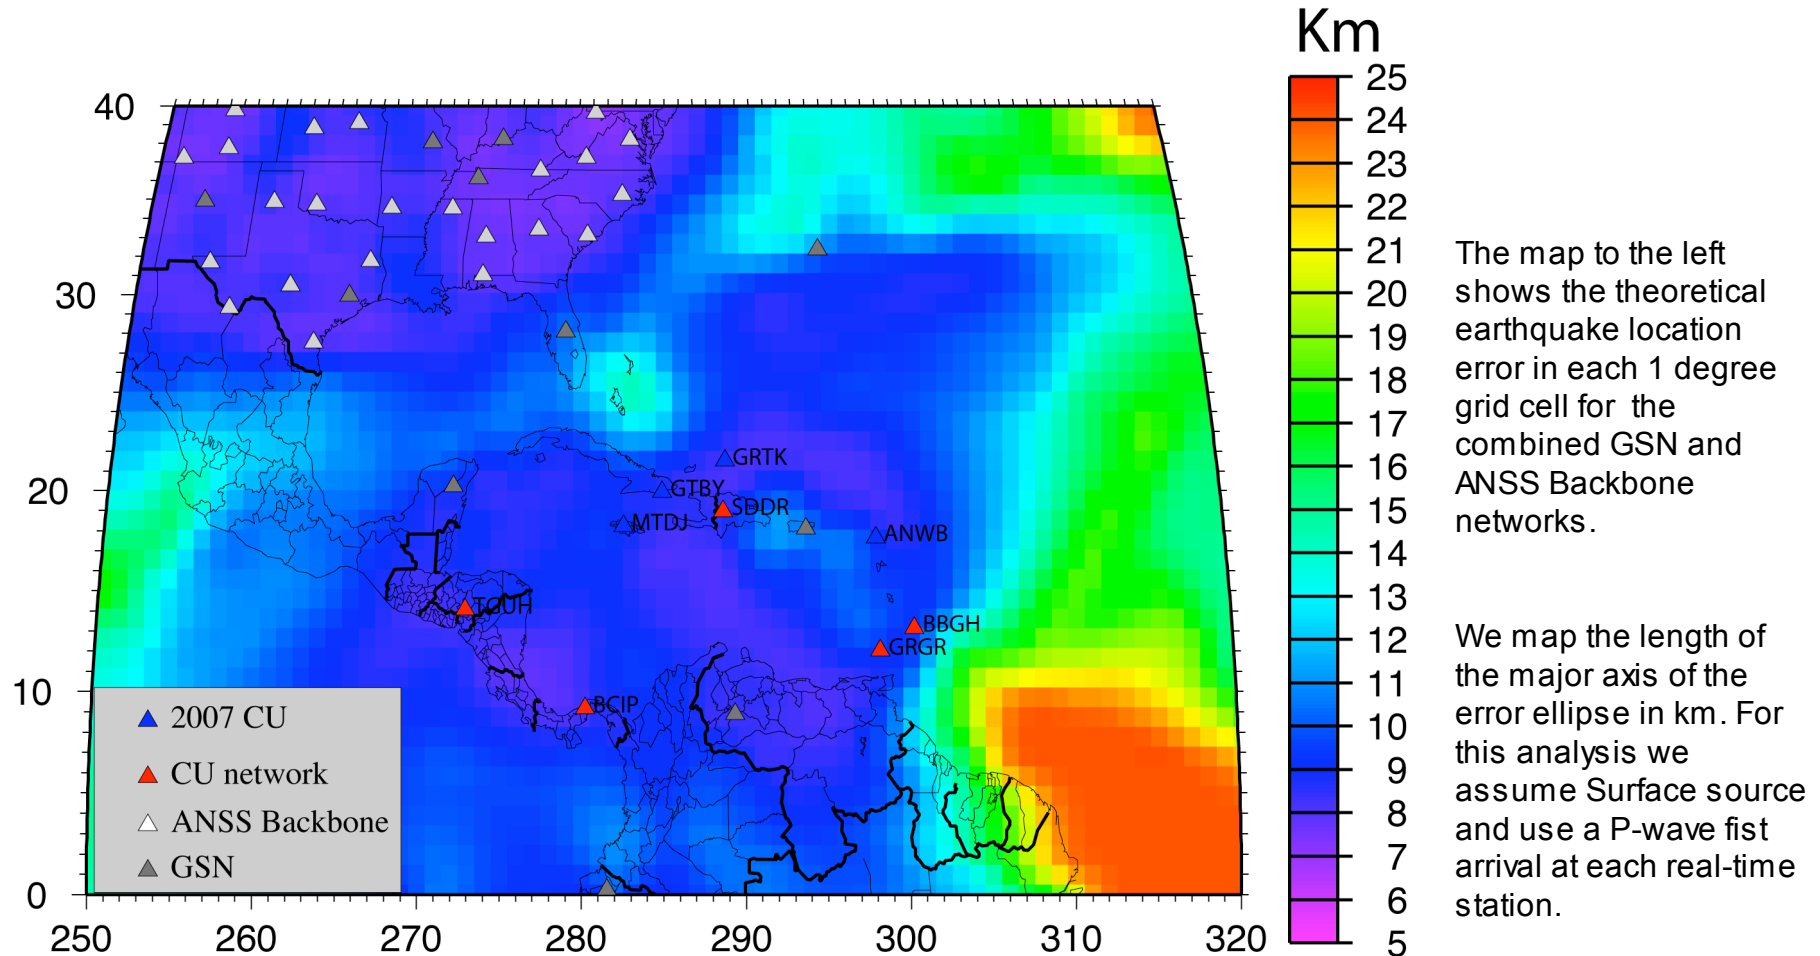 Km
40
30
20
10
0
250 260 270 280 290 300 310 320
GRTK
GTBY
SDDR
MTDJ
ANWB
TGUH
BBGH
GRGR
BCIP
2007 CU
CU network
ANSS Backbone
GSN
25
24
23
22
21
20
19
18
17
16
15
14
13
12
11
10
9
8
7
6
5
The map to the left
shows the theoretical
earthquake location
error in each 1 degree
grid cell for the
combined GSN and
ANSS Backbone
networks.
We map the length of
the major axis of the
error ellipse in km. For
this analysis we
assume Surface source
and use a P-wave fist
arrival at each real-time
station.